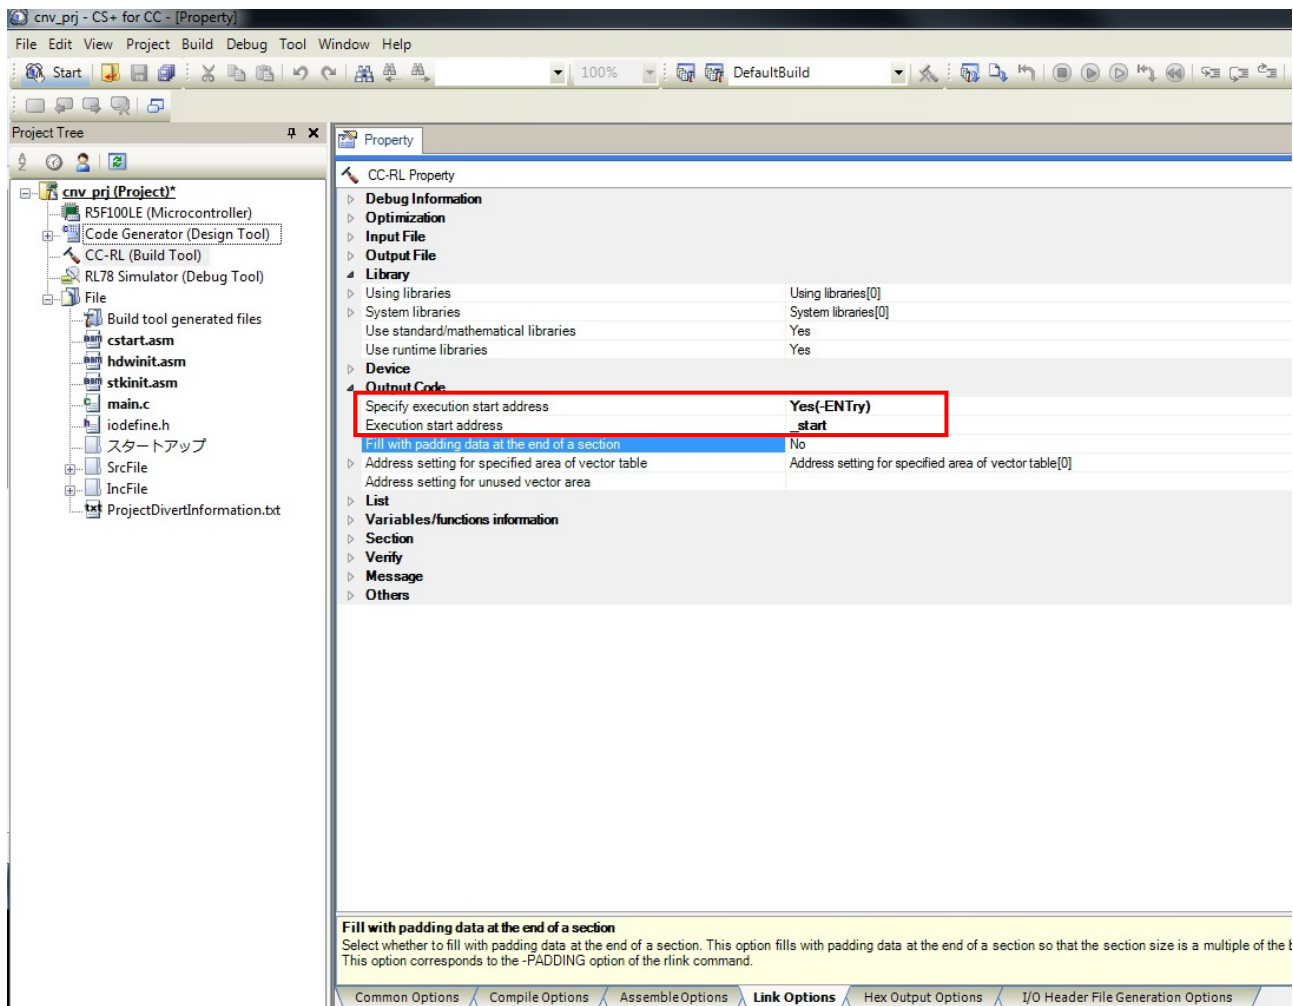 cnv_prj - CS+ for CC - [Property]
File Edit View Project Build Debug Tool Window Help
Start 100% DefaultBuild
Project Tree
Property
cnv_prj (Project)*
R5F100LE (Microcontroller)
Code Generator (Design Tool)
CC-RL (Build Tool)
RL78 Simulator (Debug Tool)
File
Build tool generated files
cstart.asm
hdwinit.asm
stkinit.asm
main.c
iodefine.h
スタートアップ
SrcFile
IncFile
ProjectDivertInformation.txt
CC-RL Property
Debug Information
Optimization
Input File
Output File
Library
Using libraries Using libraries[0]
System libraries System libraries[0]
Use standard/mathematical libraries Yes
Use runtime libraries Yes
Device
Output Code
Specify execution start address Yes(-ENTry)
Execution start address _start
Fill with padding data at the end of a section No
Address setting for specified area of vector table Address setting for specified area of vector table[0]
Address setting for unused vector area
List
Variables/functions information
Section
Verify
Message
Others
Fill with padding data at the end of a section
Select whether to fill with padding data at the end of a section. This option fills with padding data at the end of a section so that the section size is a multiple of the
This option corresponds to the -PADDING option of the rlink command.
Common Options Compile Options Assemble Options Link Options Hex Output Options I/O Header File Generation Options